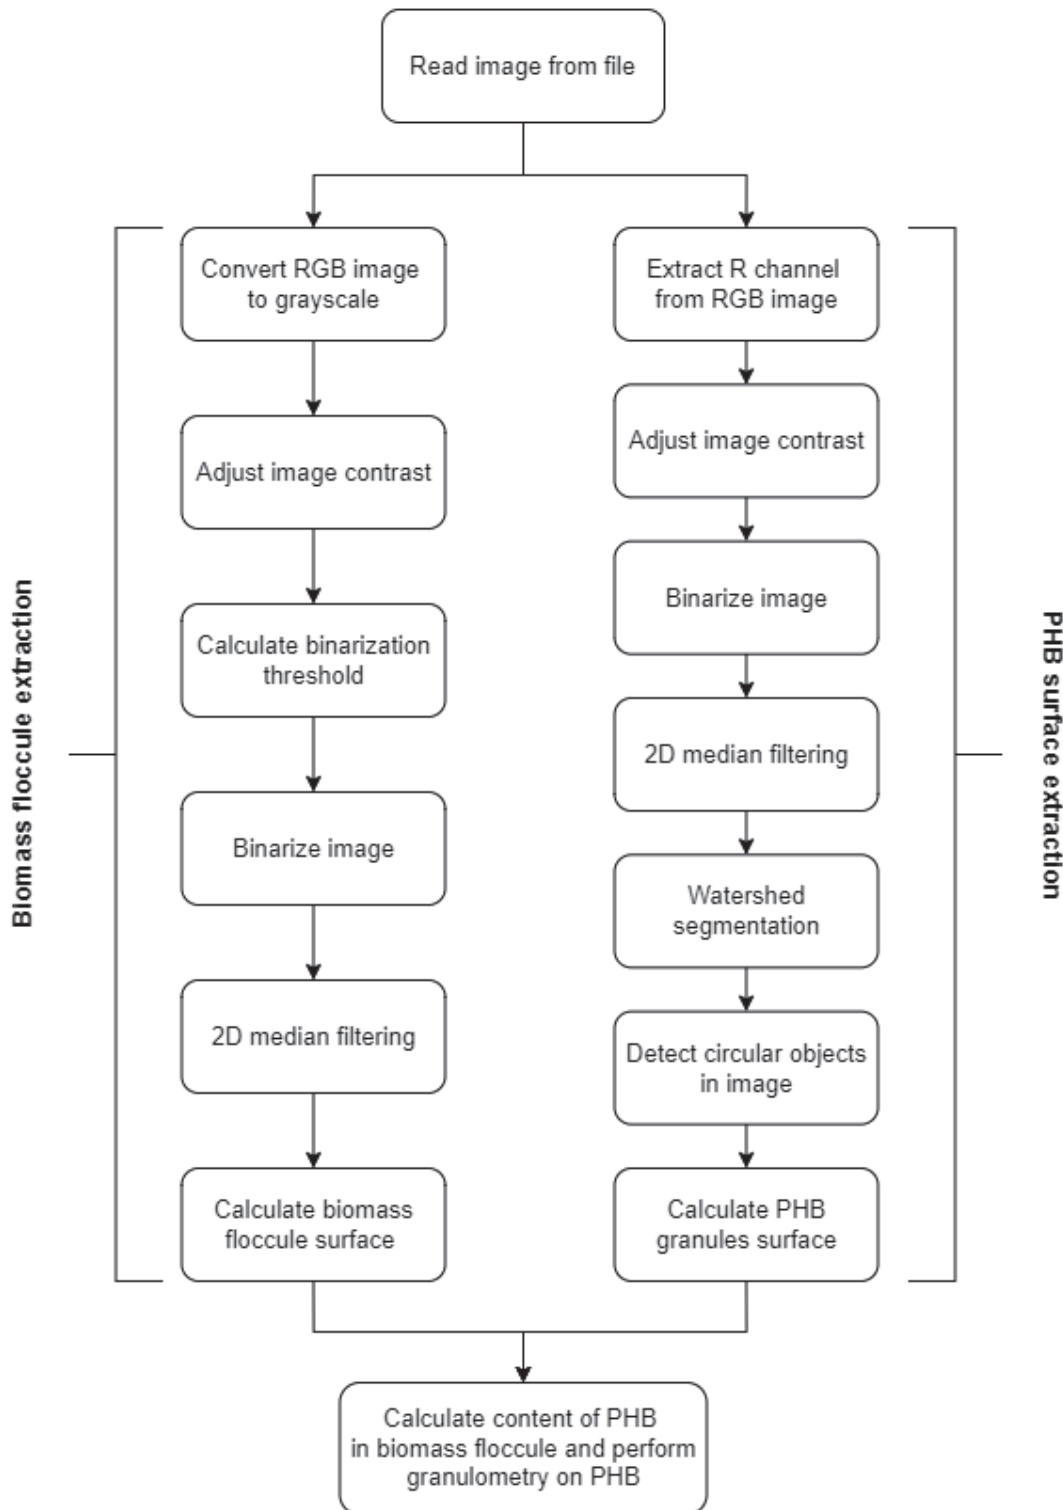 Read image from file
Biomass floccule extraction
Convert RGB image
to grayscale
Adjust image contrast
Calculate binarization
threshold
Binarize image
2D median filtering
Calculate biomass
floccule surface
PHB surface extraction
Extract R channel
from RGB image
Adjust image contrast
Binarize image
2D median filtering
Watershed
segmentation
Detect circular objects
in image
Calculate PHB
granules surface
Calculate content of PHB
in biomass floccule and perform
granulometry on PHB